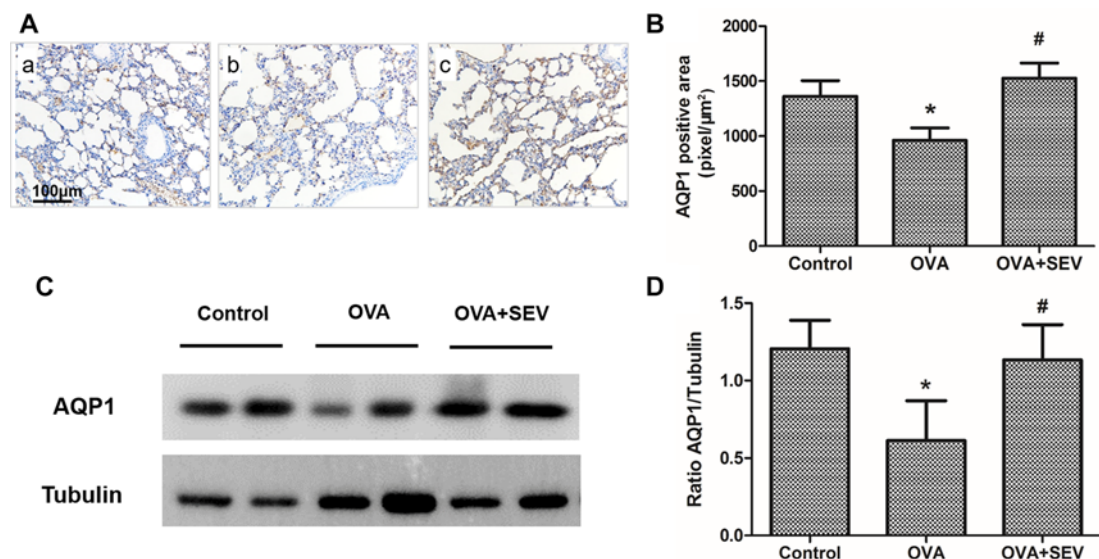 A
a
b
c
100μm
B
AQP1 positive area
(pixel/μm²)
2000
1500
1000
500
0
*
#
Control
OVA
OVA+SEV
C
Control
OVA
OVA+SEV
AQP1
Tubulin
D
Ratio AQP1/Tubulin
1.5
1.0
0.5
0.0
*
#
Control
OVA
OVA+SEV